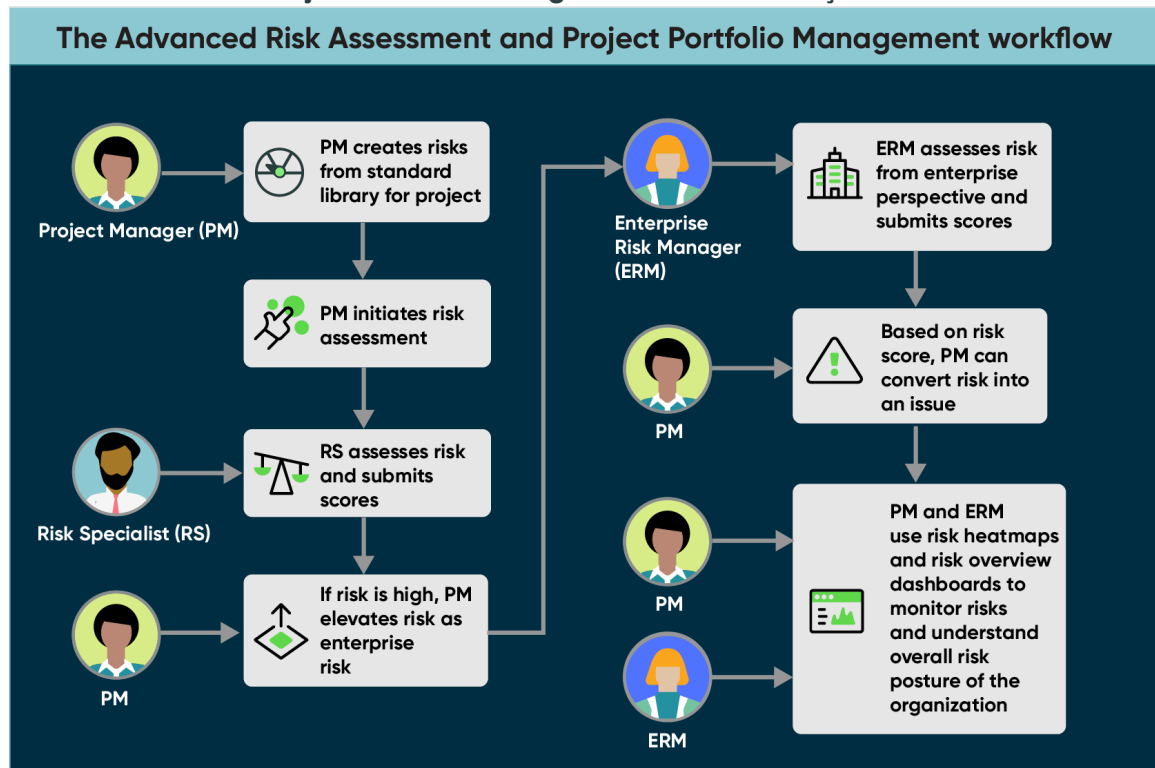 The Advanced Risk Assessment and Project Portfolio Management workflow
Project Manager (PM)
PM creates risks
from standard
library for project
PM initiates risk
assessment
Risk Specialist (RS)
RS assesses risk
and submits
scores
PM
If risk is high, PM
elevates risk as
enterprise
risk
Enterprise
Risk Manager
(ERM)
ERM assesses risk
from enterprise
perspective and
submits scores
PM
Based on risk
score, PM can
convert risk into
an issue
PM
ERM
PM and ERM
use risk heatmaps
and risk overview
dashboards to
monitor risks
and understand
overall risk
posture of the
organization